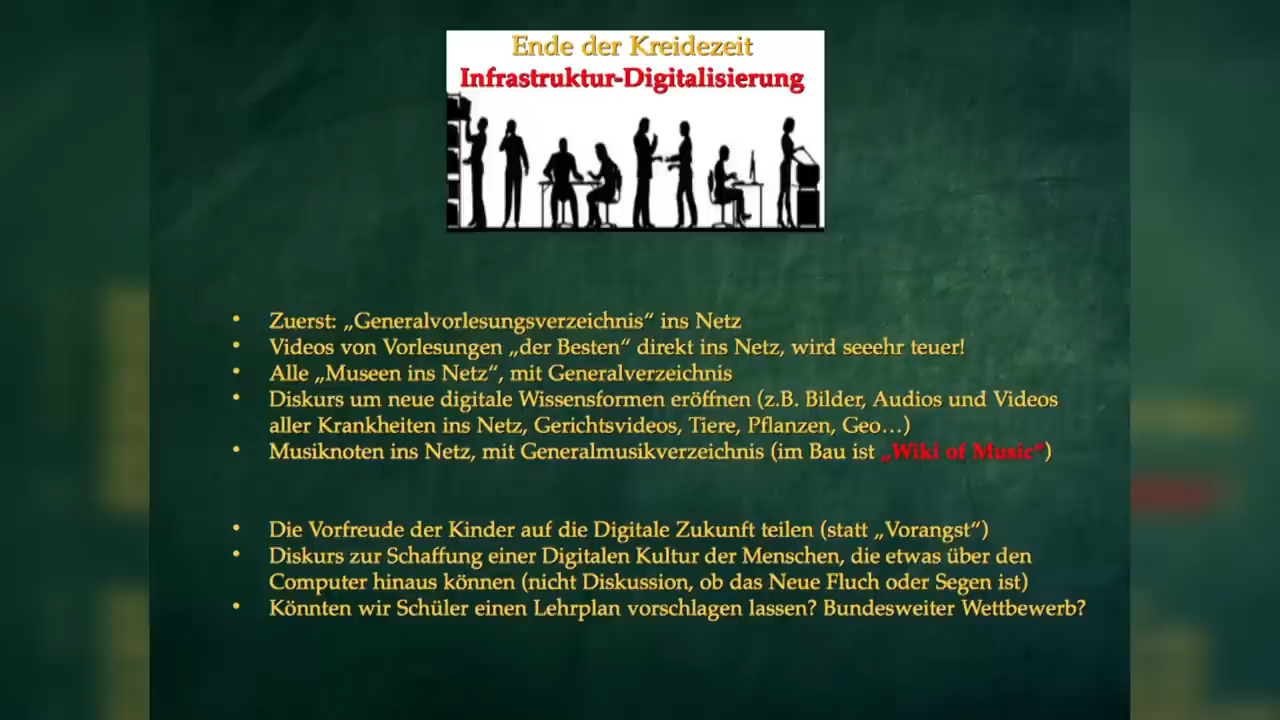 Ende der Kreidezeit
Infrastruktur-Digitalisierung
• Zuerst: „Generalvorlesungsverzeichnis“ ins Netz
• Videos von Vorlesungen „der Besten“ direkt ins Netz, wird seeehr teuer!
• Alle „Museen ins Netz“, mit Generalverzeichnis
• Diskurs um neue digitale Wissensformen eröffnen (z.B. Bilder, Audios und Videos
aller Krankheiten ins Netz, Gerichtsvideos, Tiere, Pflanzen, Geo…)
• Musiknoten ins Netz, mit Generalmusikverzeichnis (im Bau ist „Wiki of Music“)
• Die Vorfreude der Kinder auf die Digitale Zukunft teilen (statt „Vorangst“)
• Diskurs zur Schaffung einer Digitalen Kultur der Menschen, die etwas über den
Computer hinaus können (nicht Diskussion, ob das Neue Fluch oder Segen ist)
• Könnten wir Schüler einen Lehrplan vorschlagen lassen? Bundesweiter Wettbewerb?